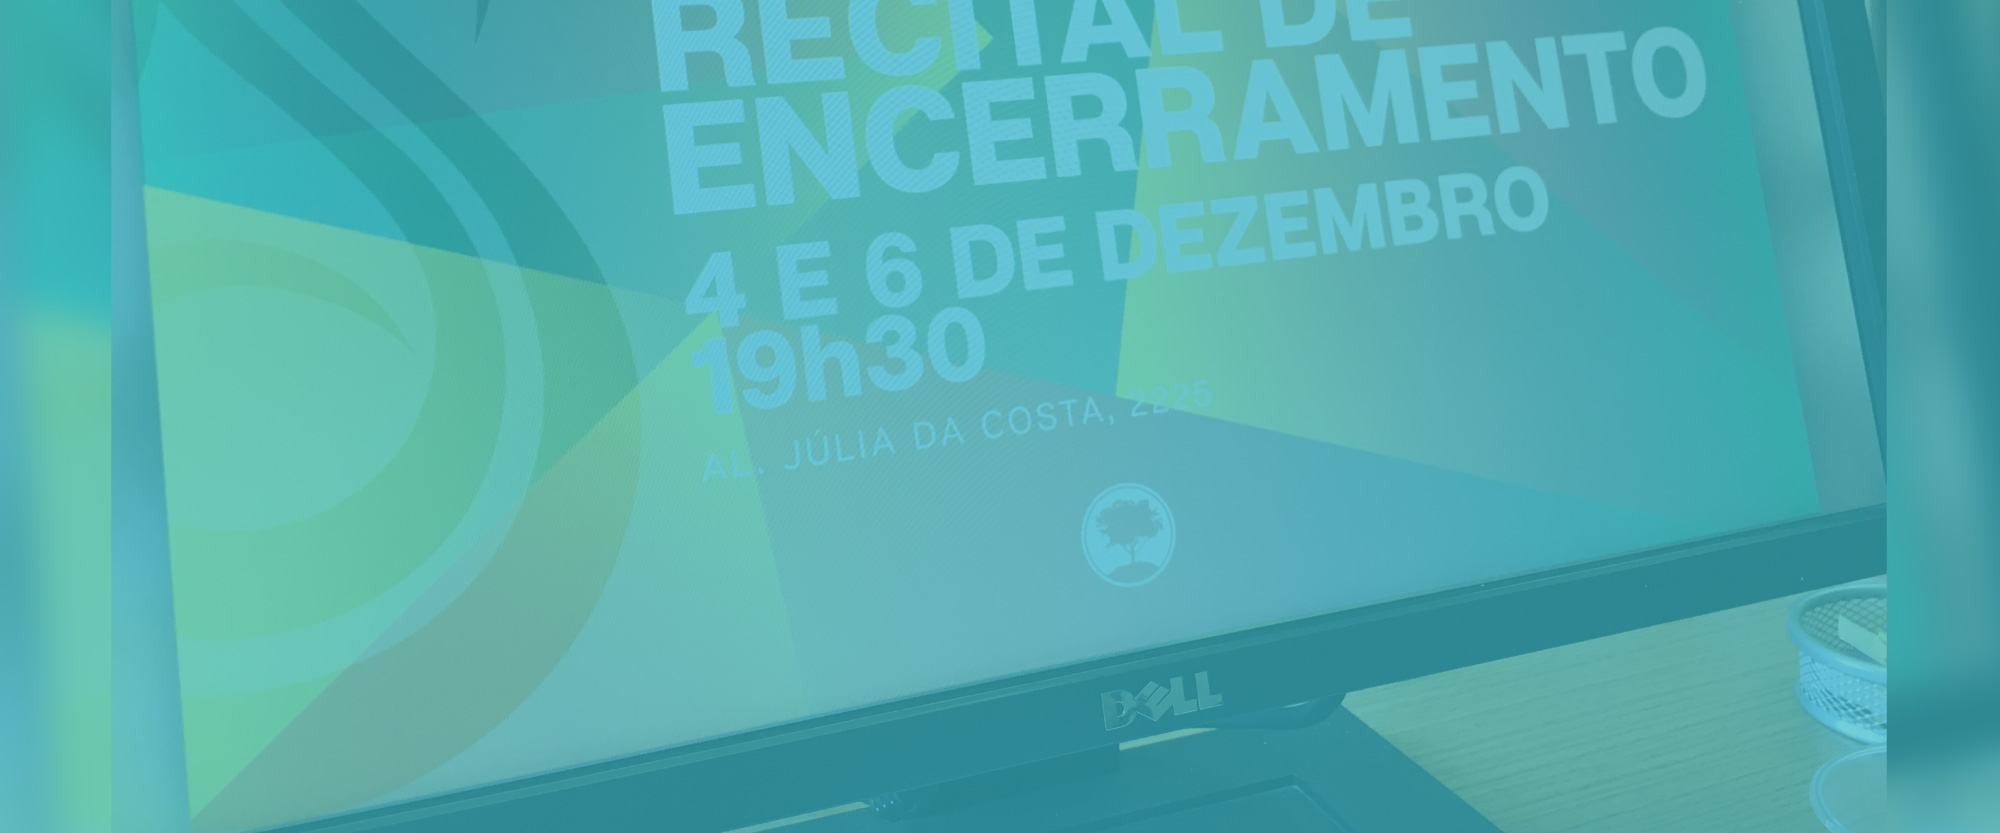 RECITAL DE
ENCERRAMENTO
4 E 6 DE DEZEMBRO
19h30
AL. JÚLIA DA COSTA, 2225
DELL